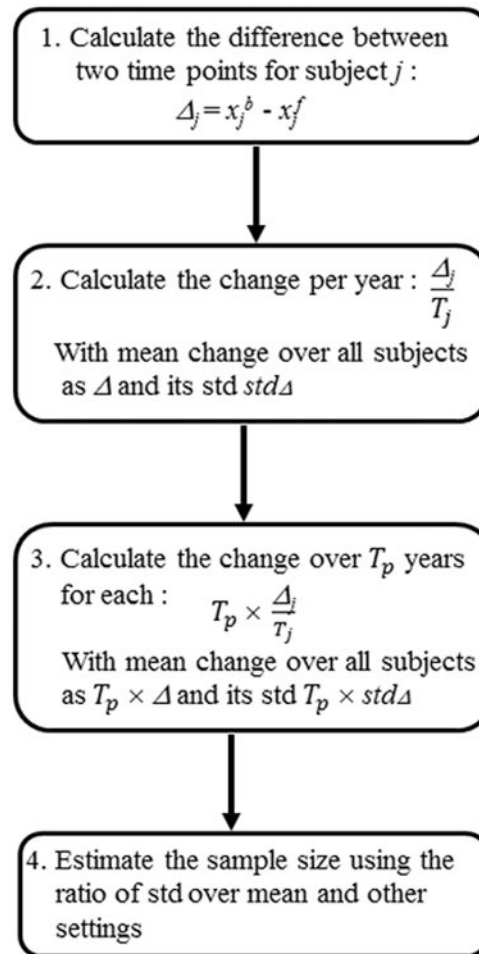 1. Calculate the difference between
two time points for subject j :
Δj = xjᵇ - xjᶠ
2. Calculate the change per year : Δj/Tj
With mean change over all subjects
as Δ and its std stdΔ
3. Calculate the change over Tp years
for each : Tp × Δj/Tj
With mean change over all subjects
as Tp × Δ and its std Tp × stdΔ
4. Estimate the sample size using the
ratio of std over mean and other
settings